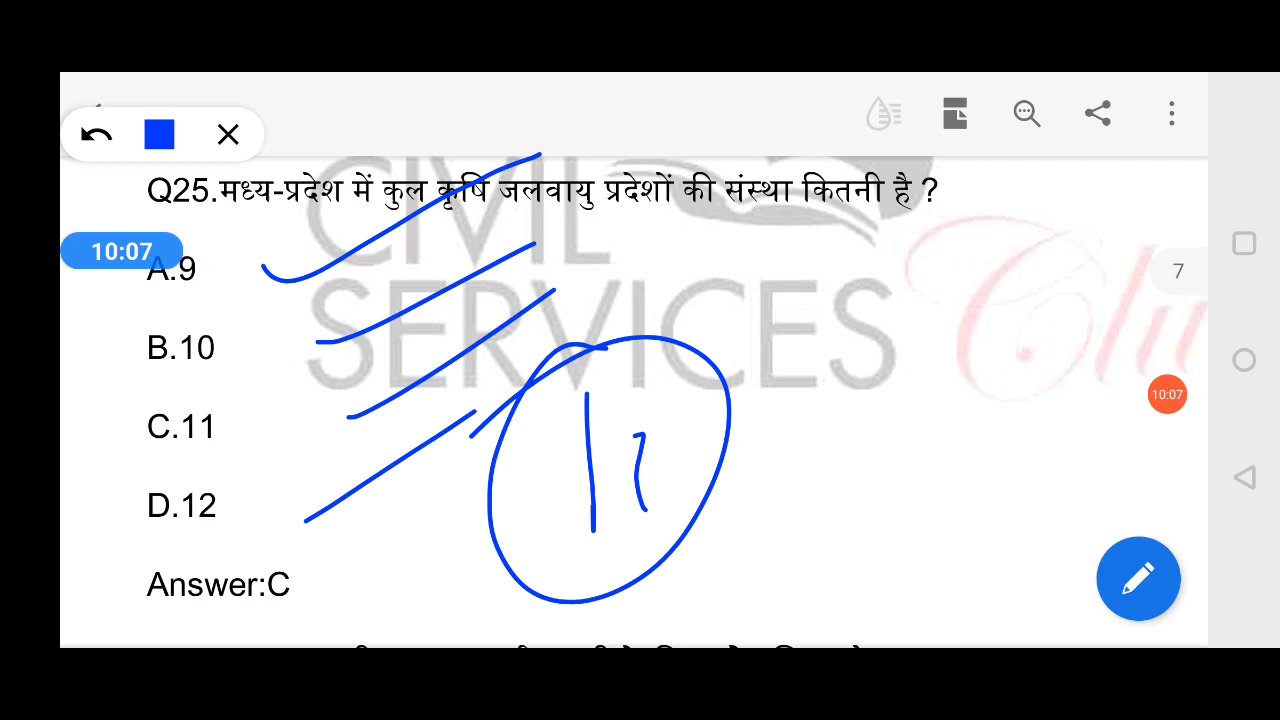 CIVIL
Q25.मध्य-प्रदेश में कुल कृषि जलवायु प्रदेशों की संस्था कितनी है ?
10:07
A.9
7
SERVICES
Clu
B.10
10:07
C.11
11
D.12
Answer:C